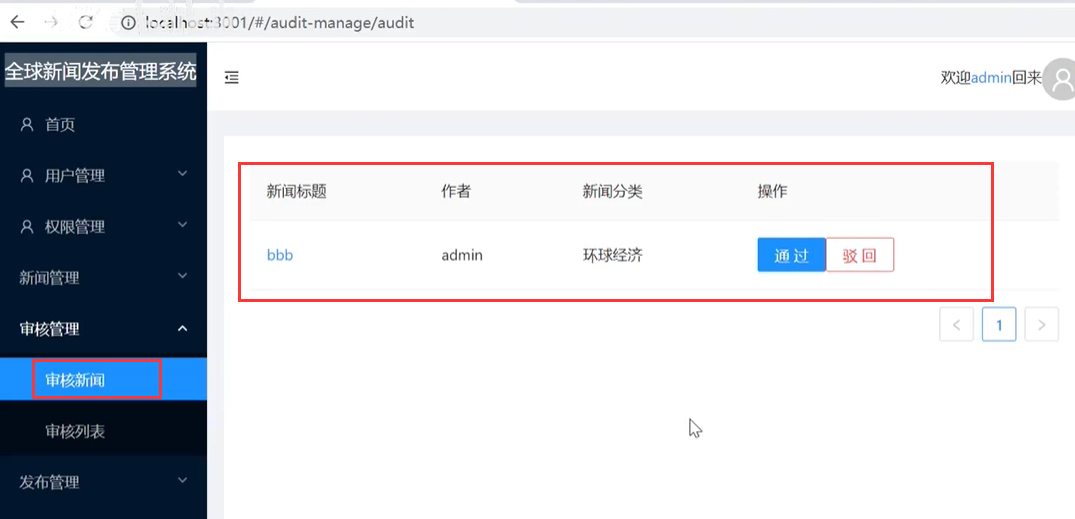 localhost:3001/#/audit-manage/audit
全球新闻发布管理系统
欢迎admin回来
首页
用户管理
权限管理
新闻管理
审核管理
审核新闻
审核列表
发布管理
新闻标题 作者 新闻分类 操作
bbb admin 环球经济 通 过 驳 回
1